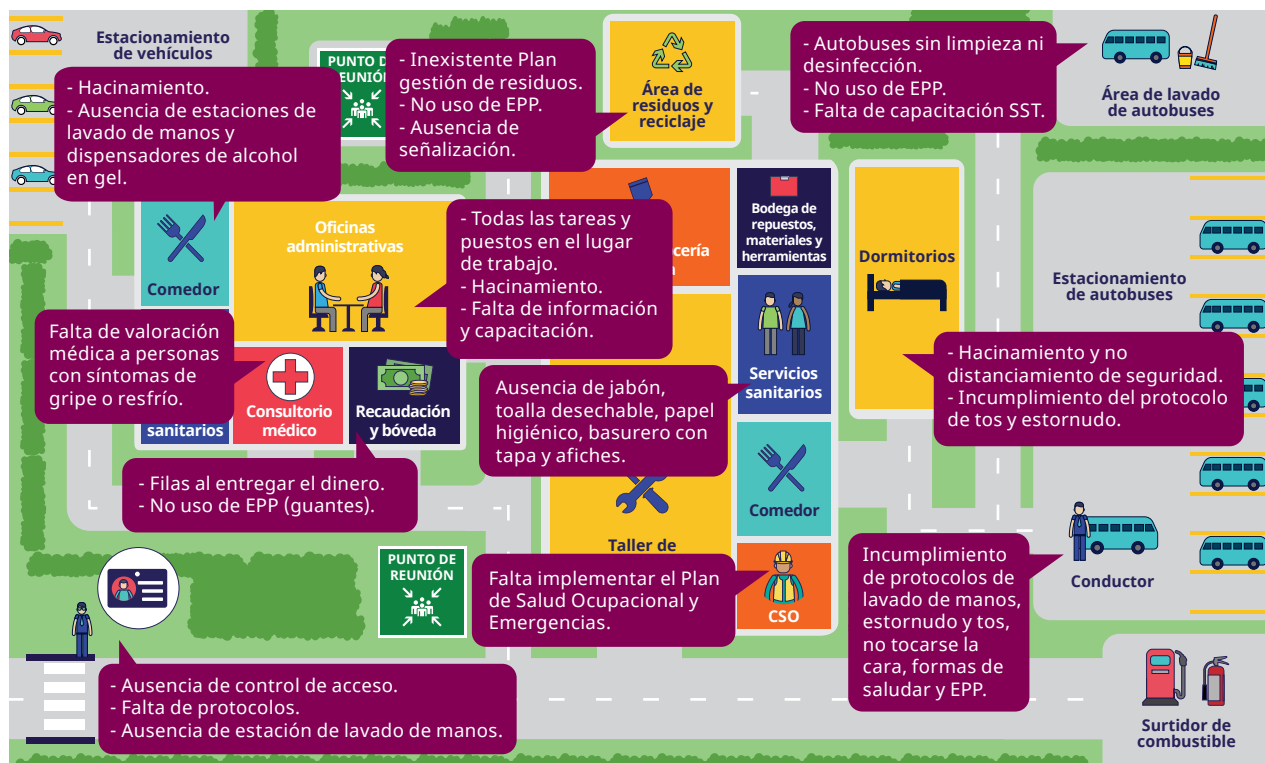 Estacionamiento
de vehículos
- Hacinamiento.
- Ausencia de estaciones de
lavado de manos y
dispensadores de alcohol
en gel.
PUNTO D
EUNIÓ
- Inexistente Plan
gestión de residuos.
- No uso de EPP.
- Ausencia de
señalización.
Área de
residuos y
reciclaje
- Autobuses sin limpieza ni
desinfección.
- No uso de EPP.
- Falta de capacitación SST.
Área de lavado
de autobuses
Comedor
Oficinas
administrativas
- Todas las tareas y
puestos en el lugar
de trabajo.
- Hacinamiento.
- Falta de información
y capacitación.
cería
Bodega de
repuestos,
materiales y
herramientas
Dormitorios
Estacionamiento
de autobuses
Falta de valoración
médica a personas
con síntomas de
gripe o resfrío.
sanitarios
Consultorio
médico
Recaudación
y bóveda
Ausencia de jabón,
toalla desechable, papel
higiénico, basurero con
tapa y afiches.
Servicios
sanitarios
- Hacinamiento y no
distanciamiento de seguridad.
- Incumplimiento del protocolo
de tos y estornudo.
- Filas al entregar el dinero.
- No uso de EPP (guantes).
Comedor
Taller de
PUNTO DE
REUNIÓN
Falta implementar el Plan
de Salud Ocupacional y
Emergencias.
CSO
Incumplimiento
de protocolos de
lavado de manos,
estornudo y tos,
no tocarse la
cara, formas de
saludar y EPP.
Conductor
- Ausencia de control de acceso.
- Falta de protocolos.
- Ausencia de estación de lavado de manos.
Surtidor de
combustible